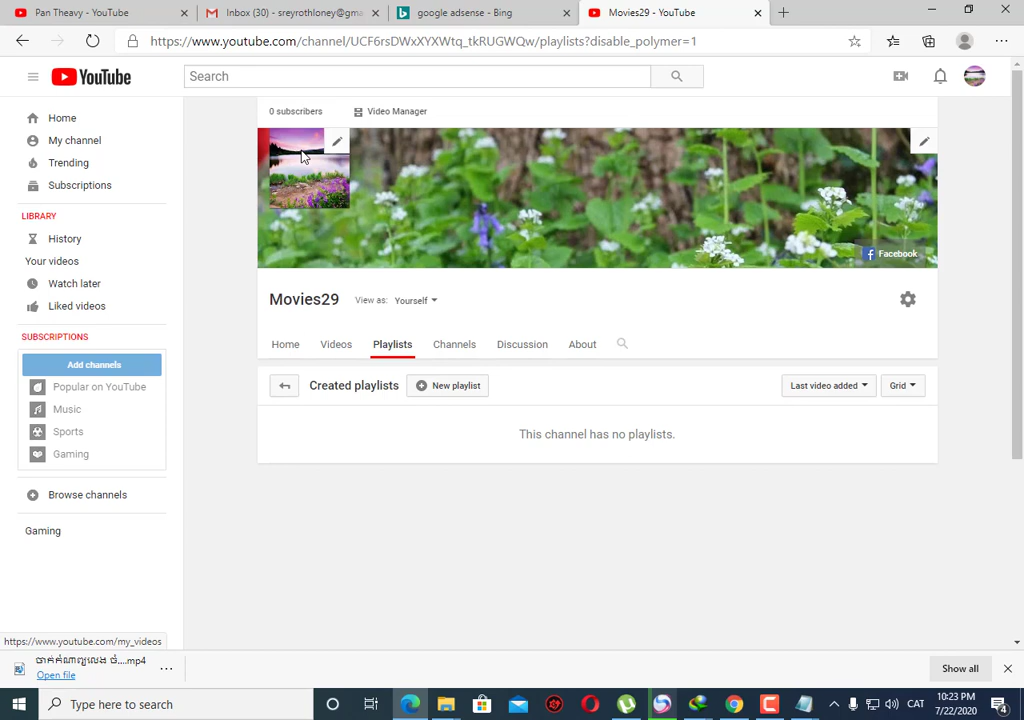 Pan Theavy - YouTube
Inbox (30) - sreyrothloney@gma
google adsense - Bing
Movies29 - YouTube
https://www.youtube.com/channel/UCF6rsDWxXYXWtq_tkRUGWQw/playlists?disable_polymer=1
YouTube
Search
0 subscribers
Video Manager
Home
My channel
Trending
Subscriptions
LIBRARY
History
Your videos
Watch later
Liked videos
SUBSCRIPTIONS
Add channels
Popular on YouTube
Music
Sports
Gaming
Browse channels
Gaming
Facebook
Movies29
View as: Yourself
Home Videos Playlists Channels Discussion About
Created playlists
New playlist
Last video added
Grid
This channel has no playlists.
https://www.youtube.com/my_videos
Open file
Show all
Type here to search
CAT
10:23 PM
7/22/2020
4